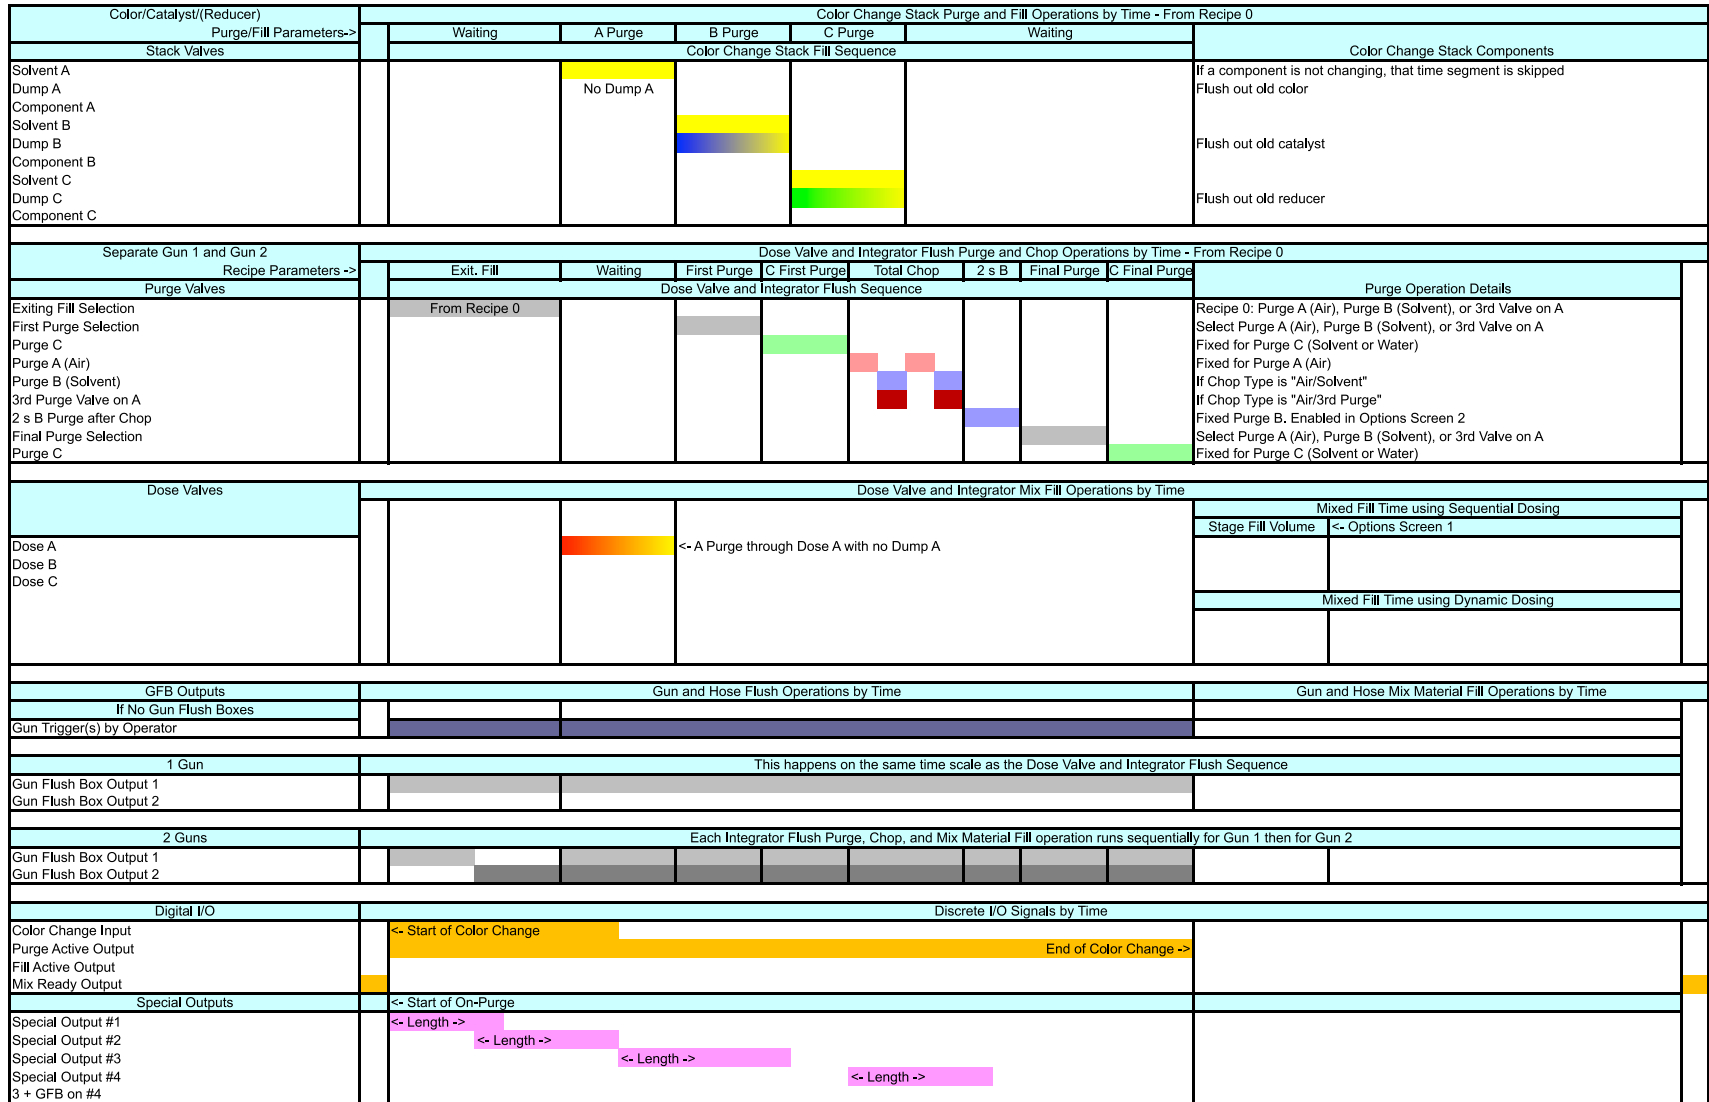 Color/Catalyst/(Reducer)
Color Change Stack Purge and Fill Operations by Time - From Recipe 0
Purge/Fill Parameters->
Waiting
A Purge
B Purge
C Purge
Waiting
Stack Valves
Color Change Stack Fill Sequence
Color Change Stack Components
Solvent A
If a component is not changing, that time segment is skipped
Dump A
No Dump A
Flush out old color
Component A
Solvent B
Dump B
Flush out old catalyst
Component B
Solvent C
Dump C
Flush out old reducer
Component C
Separate Gun 1 and Gun 2
Dose Valve and Integrator Flush Purge and Chop Operations by Time - From Recipe 0
Recipe Parameters ->
Exit. Fill
Waiting
First Purge
C First Purge
Total Chop
2 s B
Final Purge
C Final Purge
Purge Valves
Dose Valve and Integrator Flush Sequence
Purge Operation Details
Exiting Fill Selection
From Recipe 0
Recipe 0: Purge A (Air), Purge B (Solvent), or 3rd Valve on A
First Purge Selection
Select Purge A (Air), Purge B (Solvent), or 3rd Valve on A
Purge C
Fixed for Purge C (Solvent or Water)
Purge A (Air)
Fixed for Purge A (Air)
Purge B (Solvent)
If Chop Type is "Air/Solvent"
3rd Purge Valve on A
If Chop Type is "Air/3rd Purge"
2 s B Purge after Chop
Fixed Purge B. Enabled in Options Screen 2
Final Purge Selection
Select Purge A (Air), Purge B (Solvent), or 3rd Valve on A
Purge C
Fixed for Purge C (Solvent or Water)
Dose Valves
Dose Valve and Integrator Mix Fill Operations by Time
Mixed Fill Time using Sequential Dosing
Stage Fill Volume
<- Options Screen 1
Dose A
<- A Purge through Dose A with no Dump A
Dose B
Dose C
Mixed Fill Time using Dynamic Dosing
GFB Outputs
Gun and Hose Flush Operations by Time
Gun and Hose Mix Material Fill Operations by Time
If No Gun Flush Boxes
Gun Trigger(s) by Operator
1 Gun
This happens on the same time scale as the Dose Valve and Integrator Flush Sequence
Gun Flush Box Output 1
Gun Flush Box Output 2
2 Guns
Each Integrator Flush Purge, Chop, and Mix Material Fill operation runs sequentially for Gun 1 then for Gun 2
Gun Flush Box Output 1
Gun Flush Box Output 2
Digital I/O
Discrete I/O Signals by Time
Color Change Input
<- Start of Color Change
Purge Active Output
End of Color Change ->
Fill Active Output
Mix Ready Output
Special Outputs
<- Start of On-Purge
Special Output #1
<- Length ->
Special Output #2
<- Length ->
Special Output #3
<- Length ->
Special Output #4
<- Length ->
3 + GFB on #4